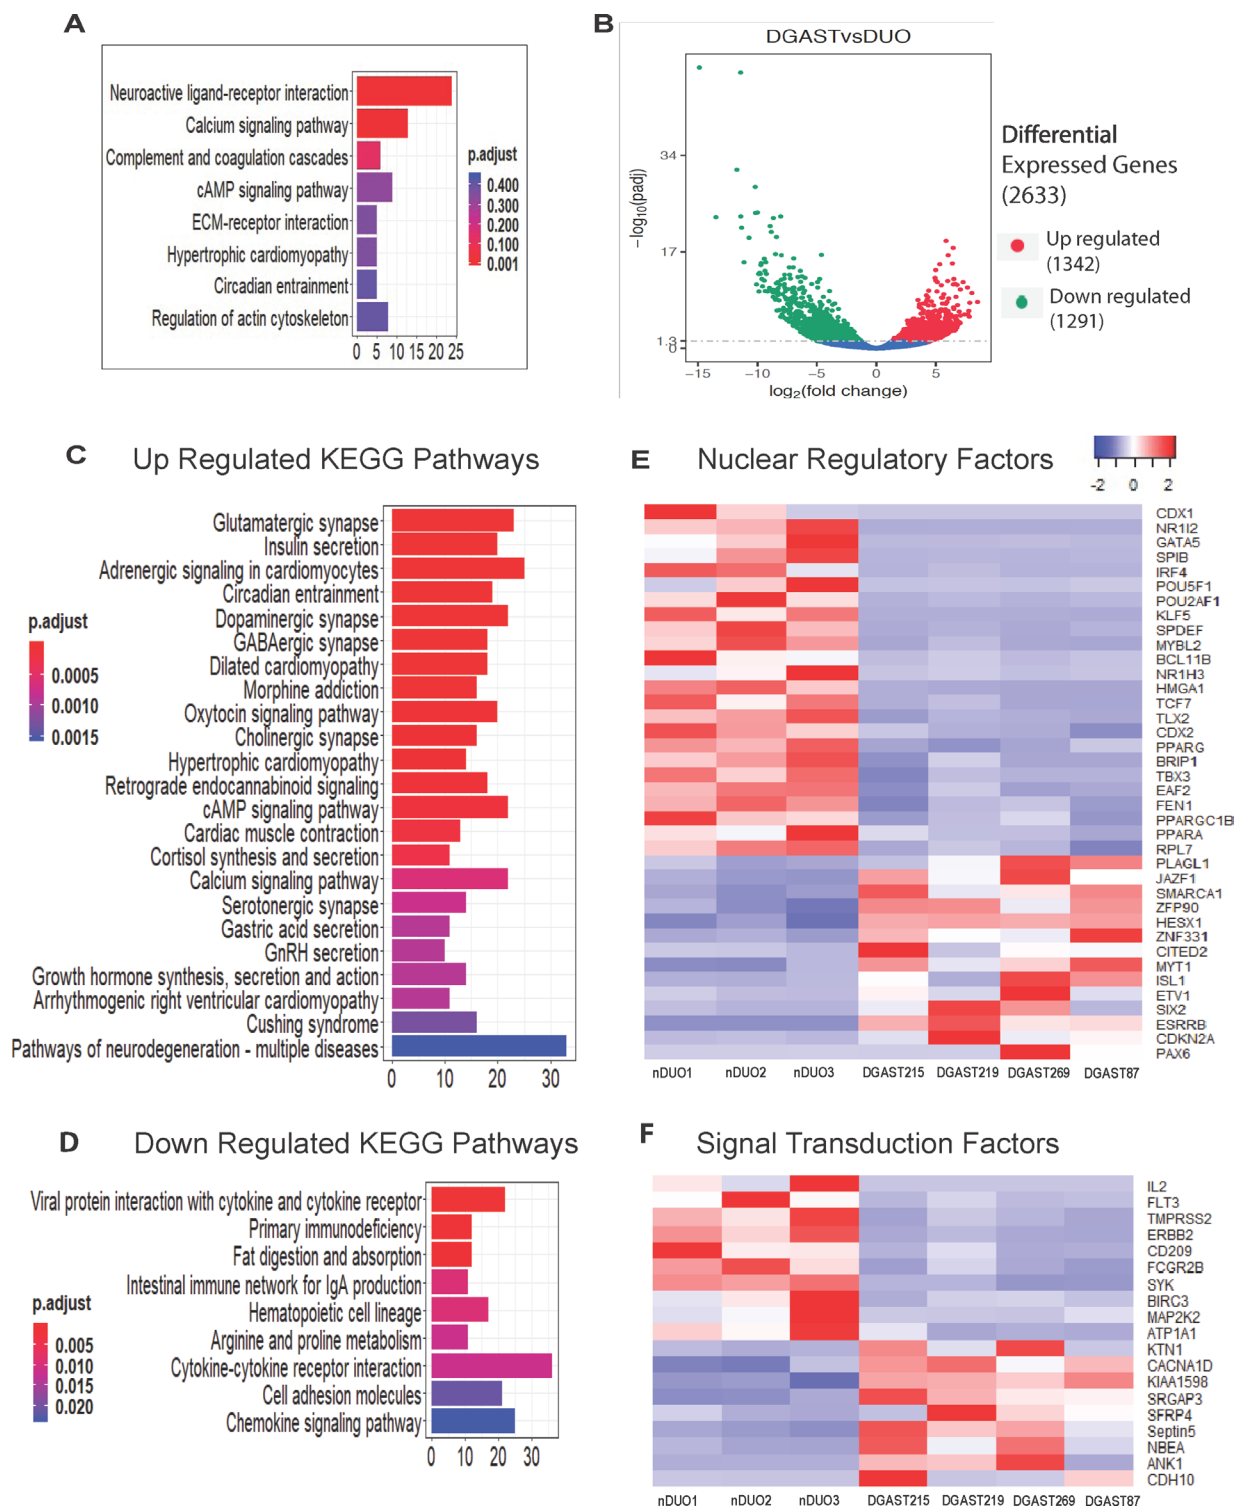 A
Neuroactive ligand-receptor interaction
Calcium signaling pathway
Complement and coagulation cascades
cAMP signaling pathway
ECM-receptor interaction
Hypertrophic cardiomyopathy
Circadian entrainment
Regulation of actin cytoskeleton
0 5 10 15 20 25
p.adjust
0.400
0.300
0.200
0.100
0.001
B
DGASTvsDUO
−log10(padj)
34
17
1.3
0
−15 −10 −5 0 5
log2(fold change)
Differential
Expressed Genes
(2633)
Up regulated
(1342)
Down regulated
(1291)
C Up Regulated KEGG Pathways
p.adjust
0.0005
0.0010
0.0015
Glutamatergic synapse
Insulin secretion
Adrenergic signaling in cardiomyocytes
Circadian entrainment
Dopaminergic synapse
GABAergic synapse
Dilated cardiomyopathy
Morphine addiction
Oxytocin signaling pathway
Cholinergic synapse
Hypertrophic cardiomyopathy
Retrograde endocannabinoid signaling
cAMP signaling pathway
Cardiac muscle contraction
Cortisol synthesis and secretion
Calcium signaling pathway
Serotonergic synapse
Gastric acid secretion
GnRH secretion
Growth hormone synthesis, secretion and action
Arrhythmogenic right ventricular cardiomyopathy
Cushing syndrome
Pathways of neurodegeneration - multiple diseases
0 10 20 30
D Down Regulated KEGG Pathways
p.adjust
0.005
0.010
0.015
0.020
Viral protein interaction with cytokine and cytokine receptor
Primary immunodeficiency
Fat digestion and absorption
Intestinal immune network for IgA production
Hematopoietic cell lineage
Arginine and proline metabolism
Cytokine-cytokine receptor interaction
Cell adhesion molecules
Chemokine signaling pathway
0 10 20 30
E Nuclear Regulatory Factors
-2 0 2
CDX1
NR1I2
GATA5
SPIB
IRF4
POU5F1
POU2AF1
KLF5
SPDEF
MYBL2
BCL11B
NR1H3
HMGA1
TCF7
TLX2
CDX2
PPARG
BRIP1
TBX3
EAF2
FEN1
PPARGC1B
PPARA
RPL7
PLAGL1
JAZF1
SMARCA1
ZFP90
HESX1
ZNF331
CITED2
MYT1
ISL1
ETV1
SIX2
ESRRB
CDKN2A
PAX6
nDUO1 nDUO2 nDUO3 DGAST215 DGAST219 DGAST269 DGAST87
F Signal Transduction Factors
IL2
FLT3
TMPRSS2
ERBB2
CD209
FCGR2B
SYK
BIRC3
MAP2K2
ATP1A1
KTN1
CACNA1D
KIAA1598
SRGAP3
SFRP4
Septin5
NBEA
ANK1
CDH10
nDUO1 nDUO2 nDUO3 DGAST215 DGAST219 DGAST269 DGAST87